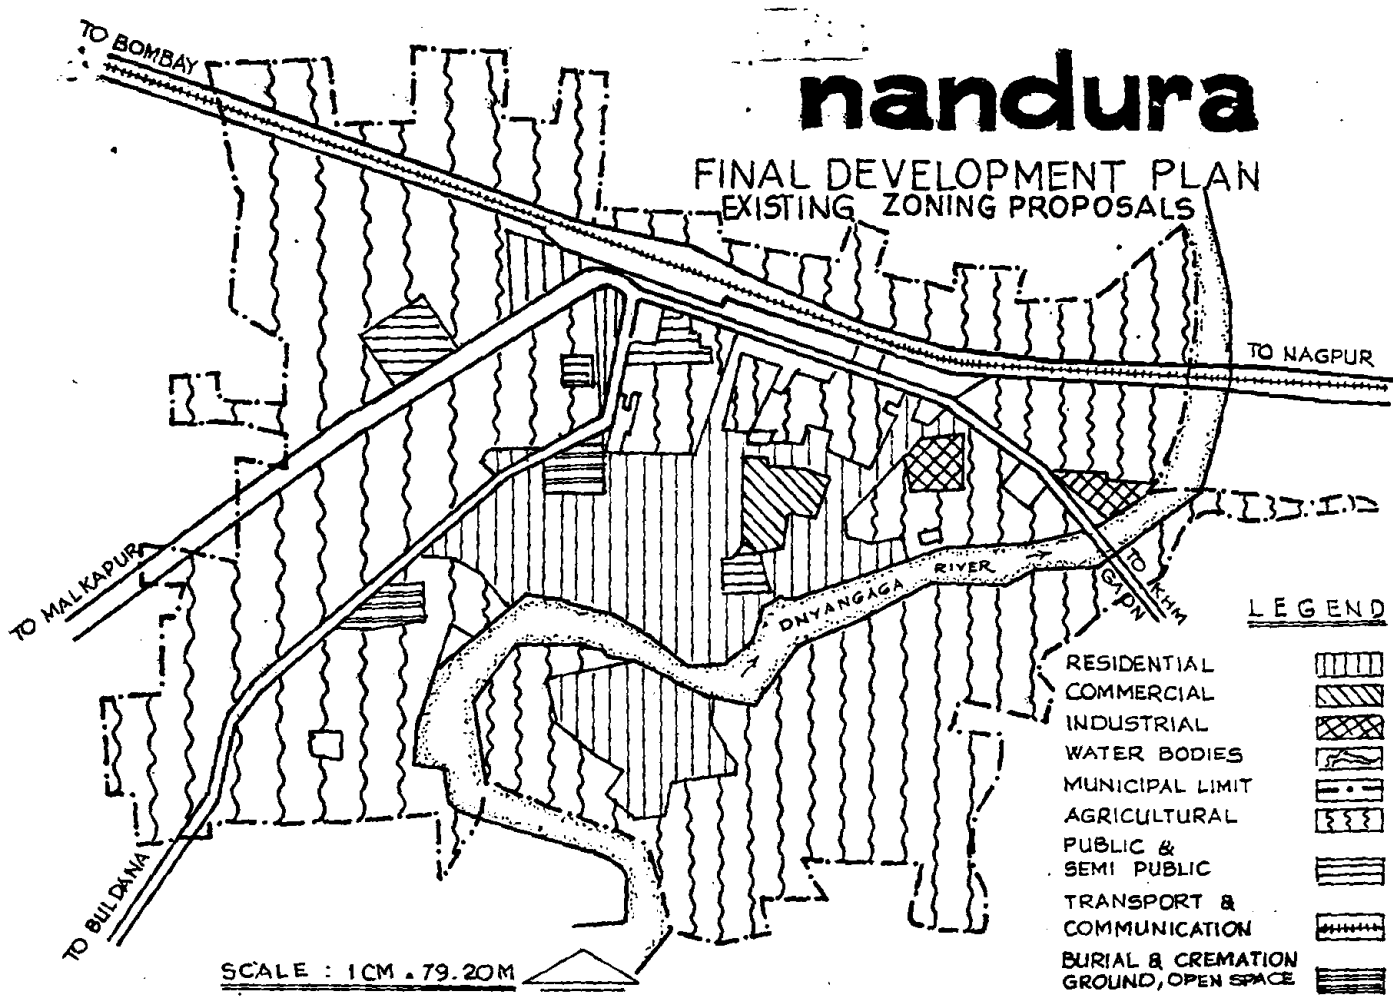 nandura
FINAL DEVELOPMENT PLAN
EXISTING ZONING PROPOSALS
TO BOMBAY
TO NAGPUR
TO MALKAPUR
TO KHM
GAON
DNYANGAGA RIVER
TO BULDANA
LEGEND
RESIDENTIAL
COMMERCIAL
INDUSTRIAL
WATER BODIES
MUNICIPAL LIMIT
AGRICULTURAL
PUBLIC &
SEMI PUBLIC
TRANSPORT &
COMMUNICATION
BURIAL & CREMATION
GROUND, OPEN SPACE
SCALE : 1CM . 79.20M